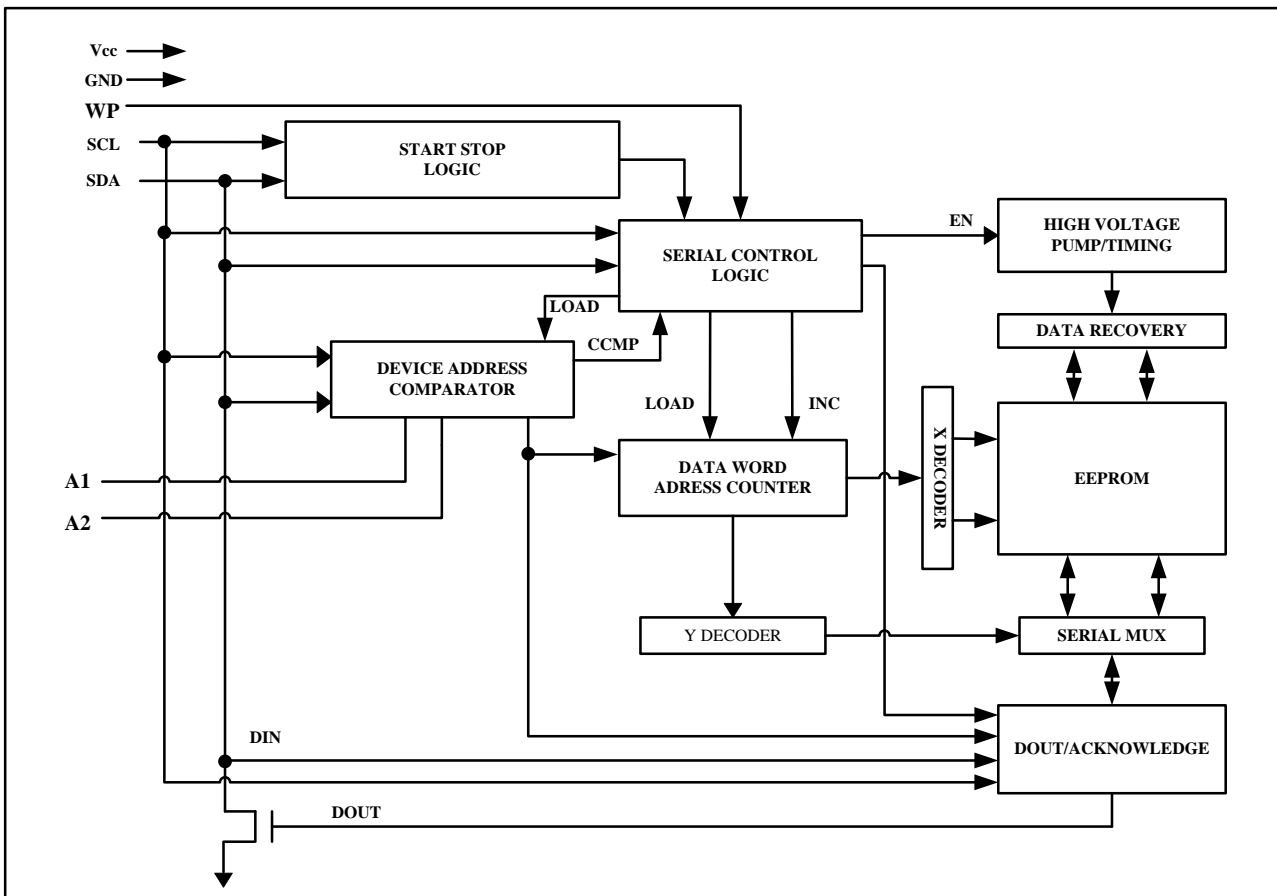 Vcc
GND
WP
SCL
SDA
START STOP
LOGIC
EN
HIGH VOLTAGE
PUMP/TIMING
SERIAL CONTROL
LOGIC
LOAD
CCMP
DATA RECOVERY
DEVICE ADDRESS
COMPARATOR
LOAD
INC
X DECODER
EEPROM
DATA WORD
ADRESS COUNTER
A1
A2
Y DECODER
SERIAL MUX
DIN
DOUT/ACKNOWLEDGE
DOUT